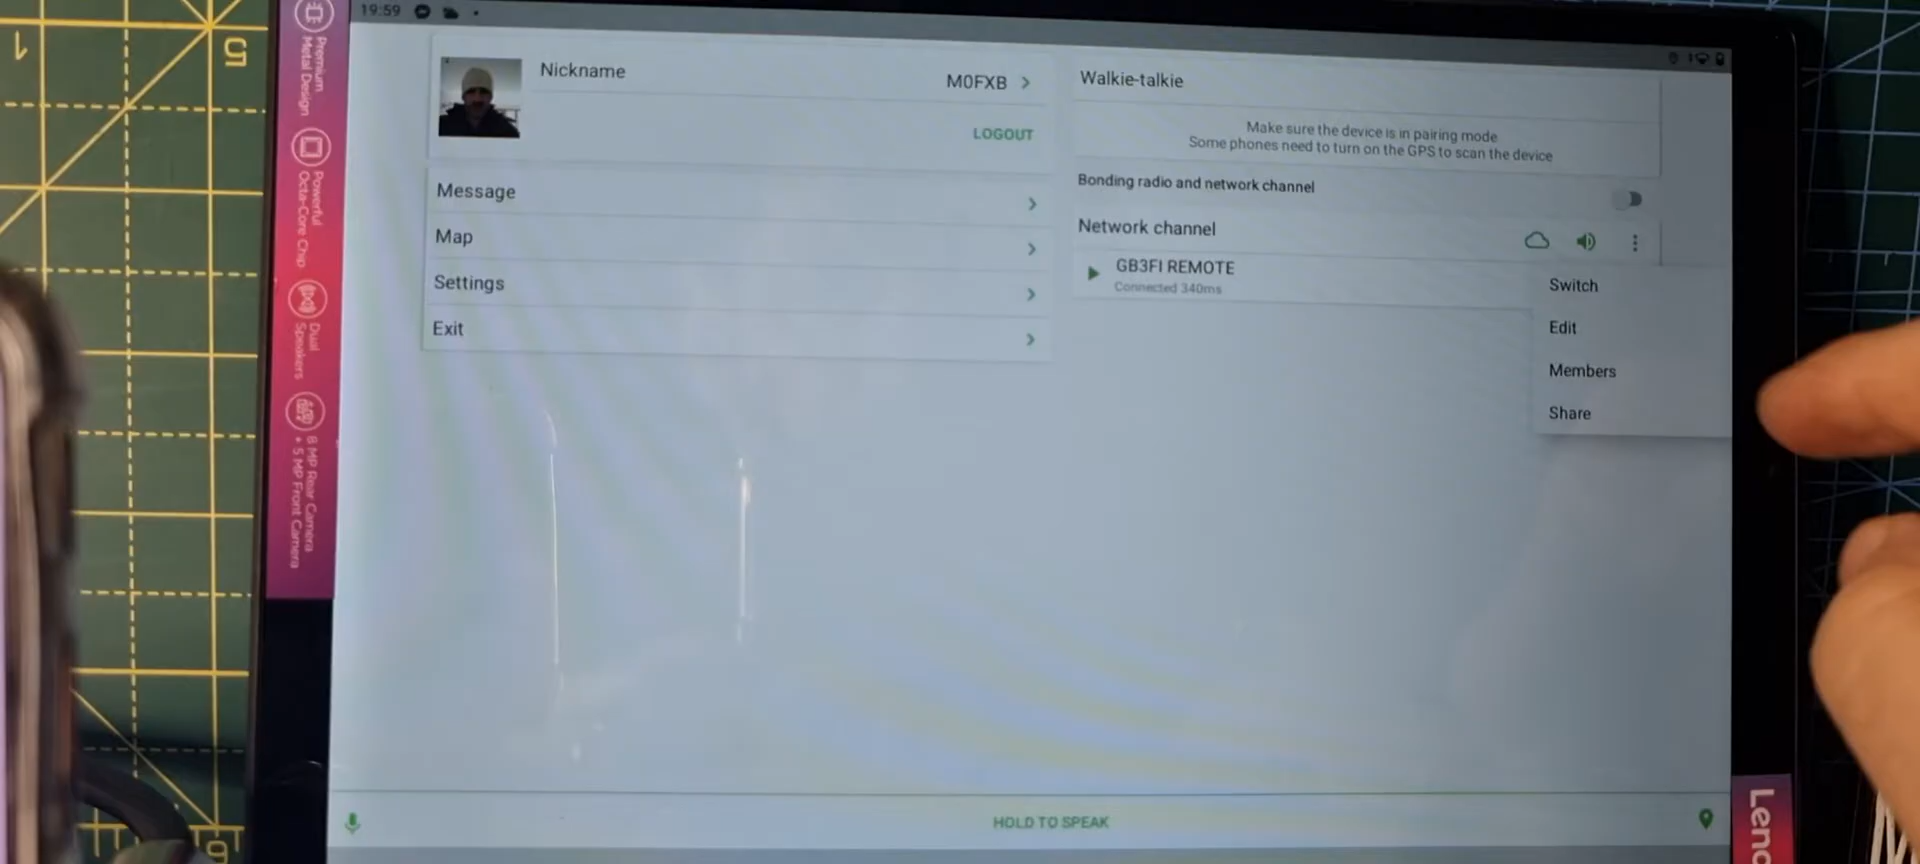 19:59
Nickname
M0FXB
LOGOUT
Message
Map
Settings
Exit
Walkie-talkie
Make sure the device is in pairing mode
Some phones need to turn on the GPS to scan the device
Bonding radio and network channel
Network channel
GB3FI REMOTE
Connected 340ms
Switch
Edit
Members
Share
HOLD TO SPEAK
Premium
Metal Design
Powerful
Octa-Core Chip
Dual
Speakers
8 MP Rear Camera
+ 5 MP Front Camera
Leno
1
5
6